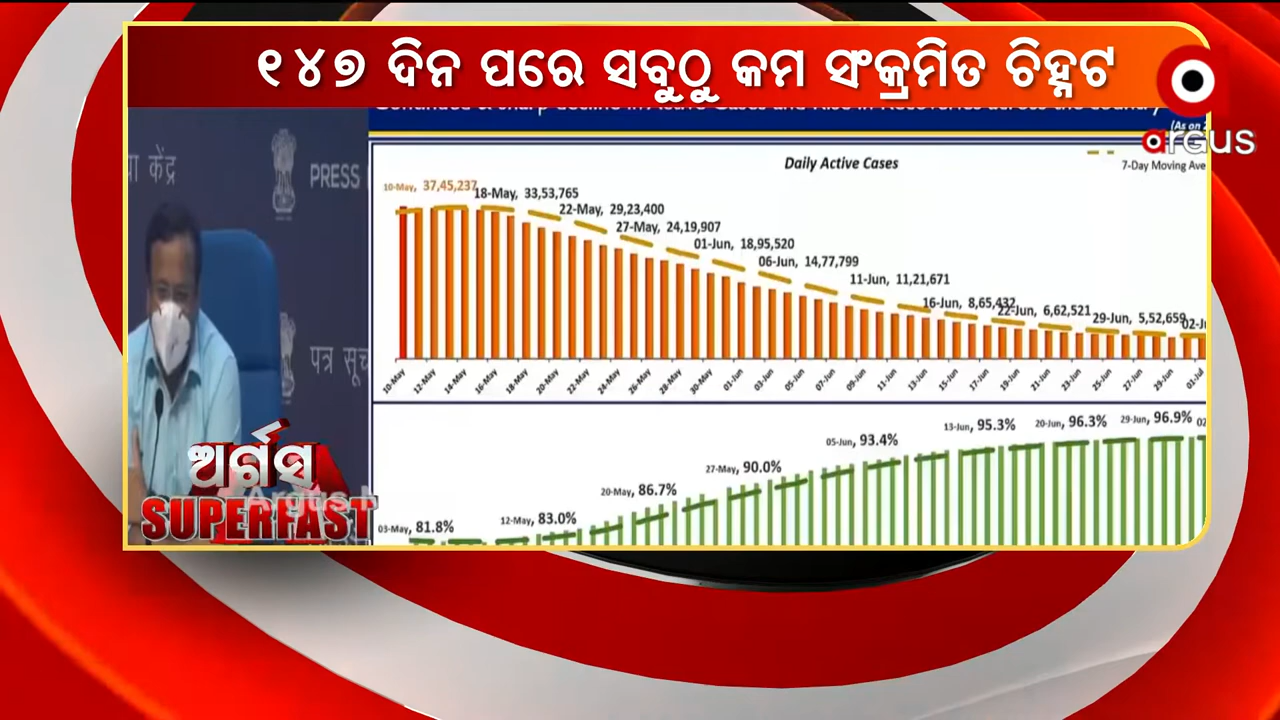 ୧୪୭ ଦିନ ପରେ ସବୁଠୁ କମ ସଂକ୍ରମିତ ଚିହ୍ନଟ
argus
(As on
केंद्र
PRESS
पत्र सूच
Daily Active Cases
7-Day Moving Ave
10-May, 37,45,237
18-May, 33,53,765
22-May, 29,23,400
27-May, 24,19,907
01-Jun, 18,95,520
06-Jun, 14,77,799
11-Jun, 11,21,671
16-Jun, 8,65,432
22-Jun, 6,62,521
29-Jun, 5,52,659
10-May 12-May 14-May 16-May 18-May 20-May 22-May 24-May 26-May 28-May 30-May 01-Jun 03-Jun 05-Jun 07-Jun 09-Jun 11-Jun 13-Jun 15-Jun 17-Jun 19-Jun 21-Jun 23-Jun 25-Jun 27-Jun 29-Jun 01-Jul
03-May, 81.8%
12-May, 83.0%
20-May, 86.7%
27-May, 90.0%
05-Jun, 93.4%
13-Jun, 95.3%
20-Jun, 96.3%
29-Jun, 96.9%
02
ଅର୍ଗସ୍
Argus
SUPERFAST